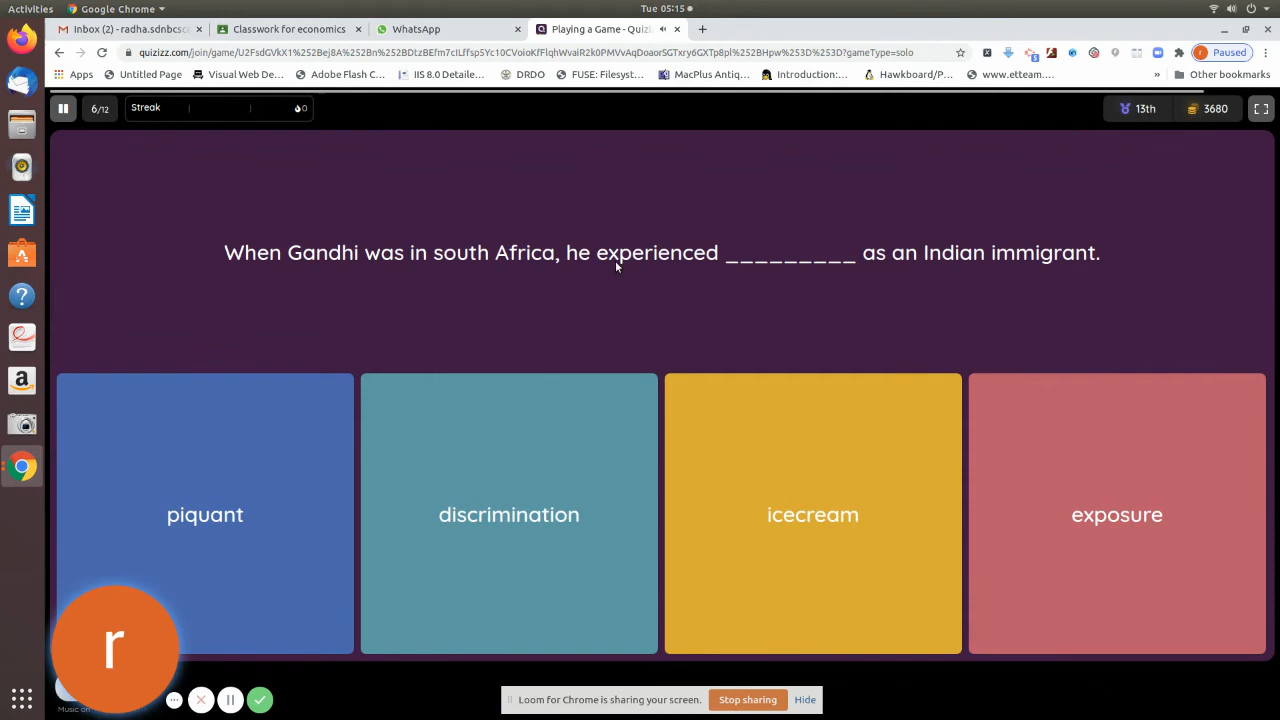 Activities Google Chrome Tue 05:15
Inbox (2) - radha.sdnbcsc Classwork for economics WhatsApp Playing a Game - Quizi
quizizz.com/join/game/U2FsdGVkX1%252Bej8A%252Bn%252BDtzBEfm7cILffsp5Yc10CVoioKfFlqhWvaiR2k0PMVvAqDoaorSGTxry6GXTp8pl%252BHpw%253D%253D?gameType=solo Paused
Apps Untitled Page Visual Web De... Adobe Flash C... IIS 8.0 Detaile... DRDO FUSE: Filesyst... MacPlus Antiq... Introduction:... Hawkboard/P... www.etteam.... » Other bookmarks
6/12 Streak 0 13th 3680
When Gandhi was in south Africa, he experienced _________ as an Indian immigrant.
piquant
discrimination
icecream
exposure
r
Music on
Loom for Chrome is sharing your screen. Stop sharing Hide